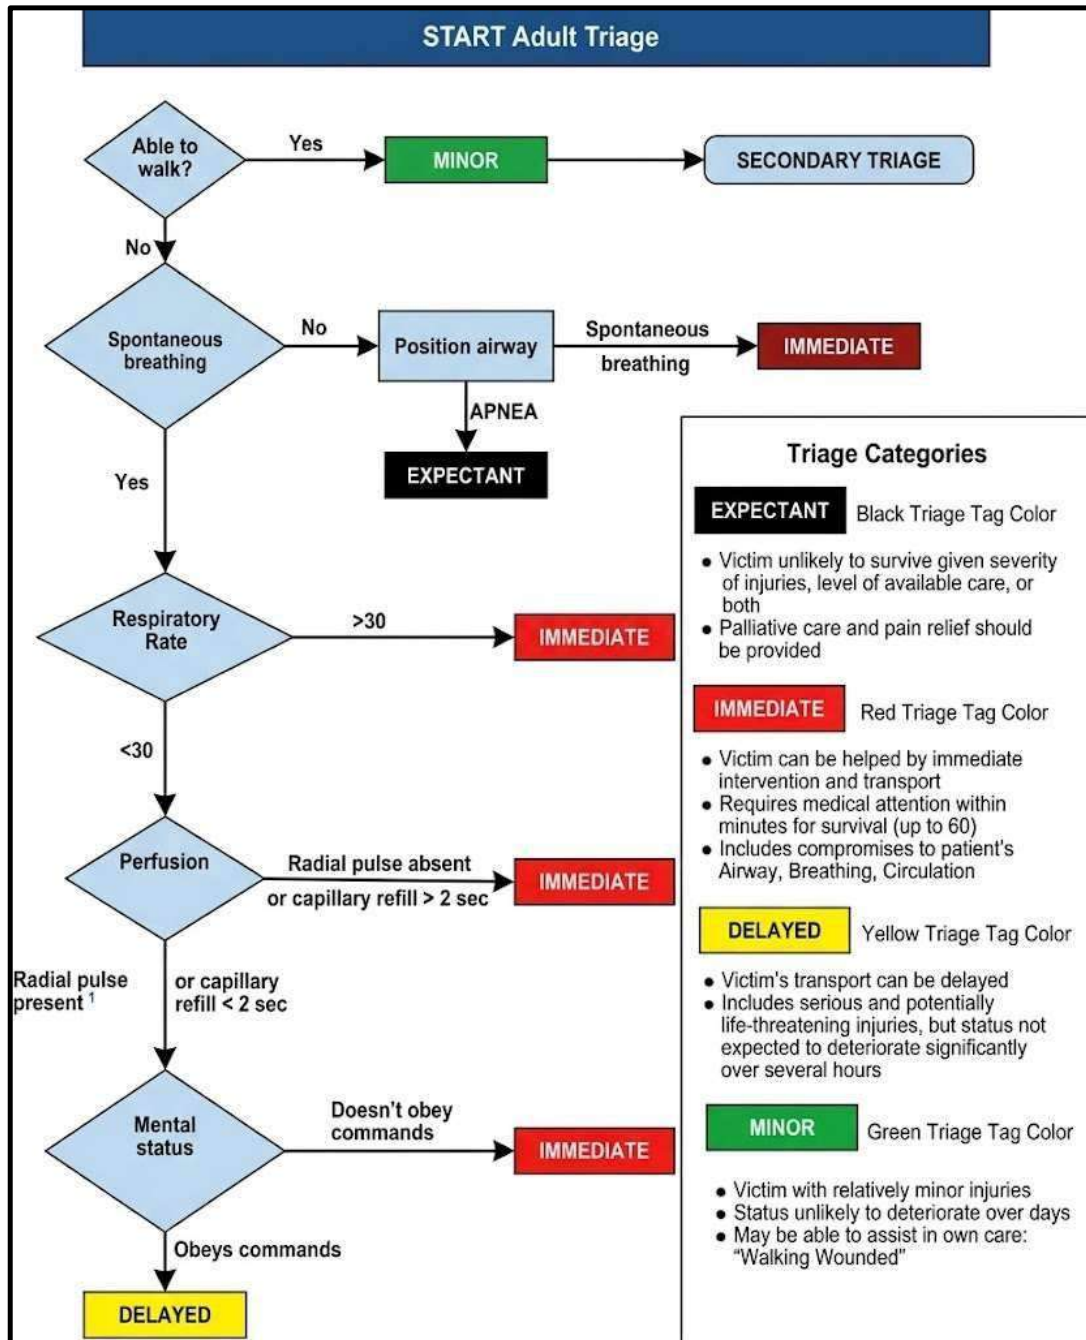 START Adult Triage
Able to
walk?
Yes
MINOR
SECONDARY TRIAGE
No
Spontaneous
breathing
No
Position airway
Spontaneous
breathing
IMMEDIATE
APNEA
EXPECTANT
Yes
Respiratory
Rate
>30
IMMEDIATE
<30
Perfusion
Radial pulse absent
or capillary refill > 2 sec
IMMEDIATE
Radial pulse
present 1
or capillary
refill < 2 sec
Mental
status
Doesn't obey
commands
IMMEDIATE
Obeys commands
DELAYED
Triage Categories
EXPECTANT Black Triage Tag Color
● Victim unlikely to survive given severity
of injuries, level of available care, or
both
● Palliative care and pain relief should
be provided
IMMEDIATE Red Triage Tag Color
● Victim can be helped by immediate
intervention and transport
● Requires medical attention within
minutes for survival (up to 60)
● Includes compromises to patient's
Airway, Breathing, Circulation
DELAYED Yellow Triage Tag Color
● Victim's transport can be delayed
● Includes serious and potentially
life-threatening injuries, but status not
expected to deteriorate significantly
over several hours
MINOR Green Triage Tag Color
● Victim with relatively minor injuries
● Status unlikely to deteriorate over days
● May be able to assist in own care:
“Walking Wounded”